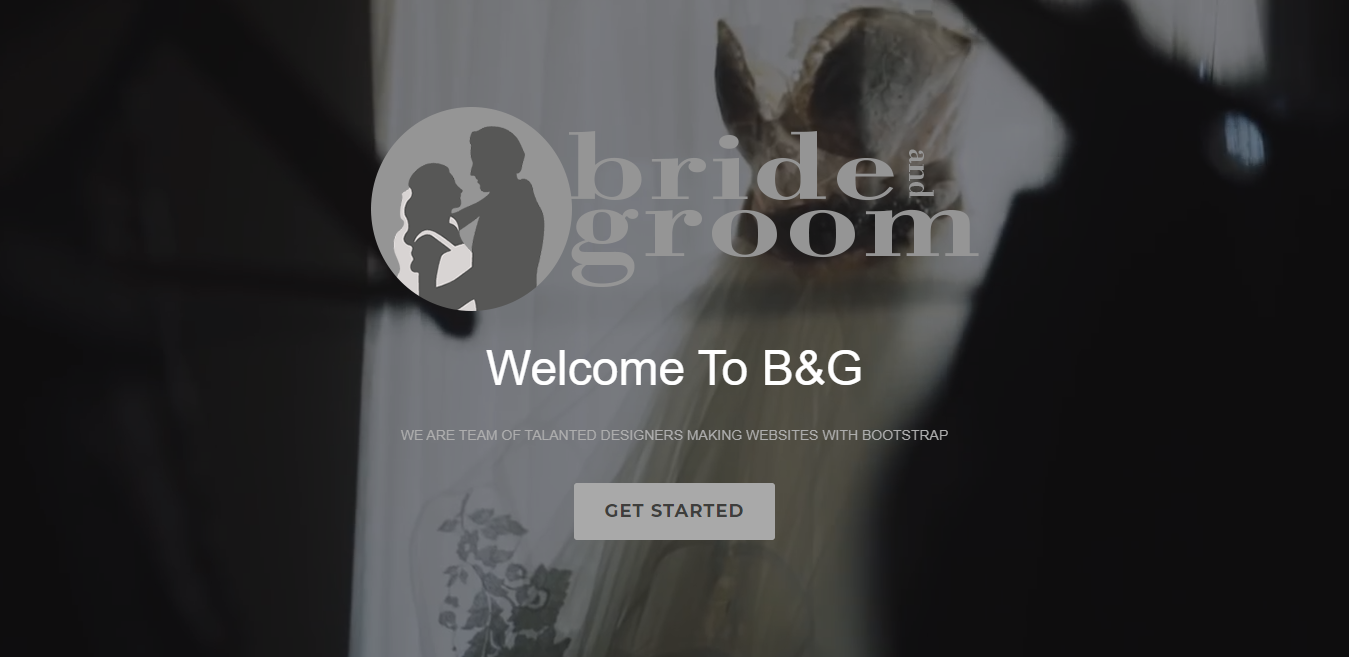 bride and
groom
Welcome To B&G
WE ARE TEAM OF TALANTED DESIGNERS MAKING WEBSITES WITH BOOTSTRAP
GET STARTED